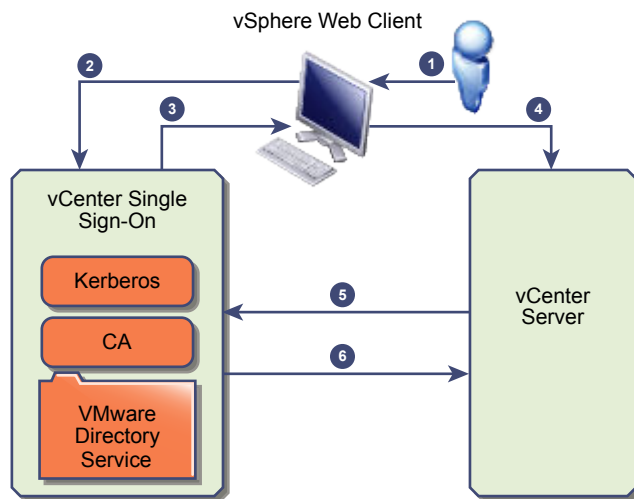 vSphere Web Client
1
2
3
4
vCenter Single
Sign-On
Kerberos
CA
VMware
Directory
Service
vCenter
Server
5
6